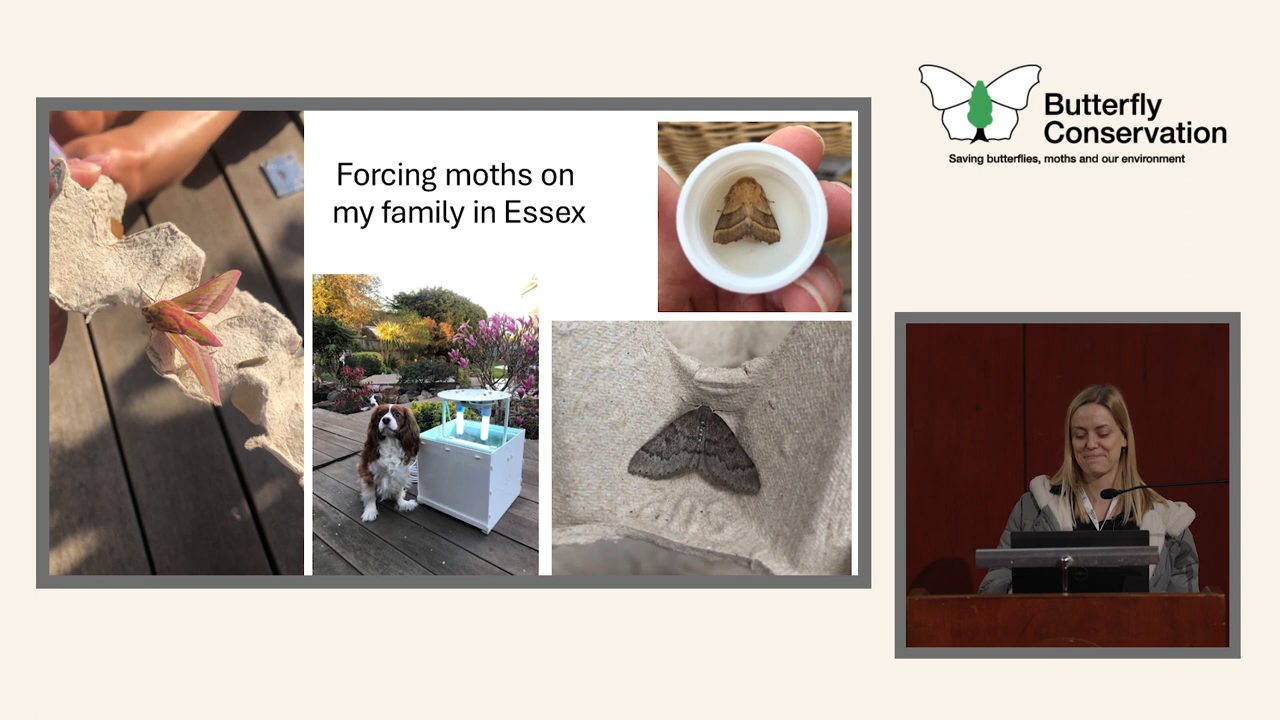 Forcing moths on
my family in Essex
Butterfly
Conservation
Saving butterflies, moths and our environment